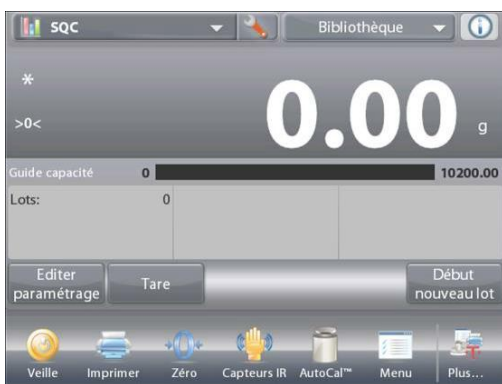 SQC
Bibliothèque
*
>0<
0.00 g
Guide capacité 0 10200.00
Lots: 0
Editer paramétrage
Tare
Début nouveau lot
Veille
Imprimer
Zéro
Capteurs IR
AutoCal™
Menu
Plus...